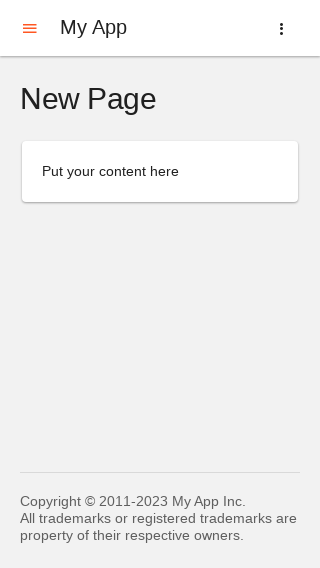 My App
New Page
Put your content here
Copyright © 2011-2023 My App Inc.
All trademarks or registered trademarks are
property of their respective owners.